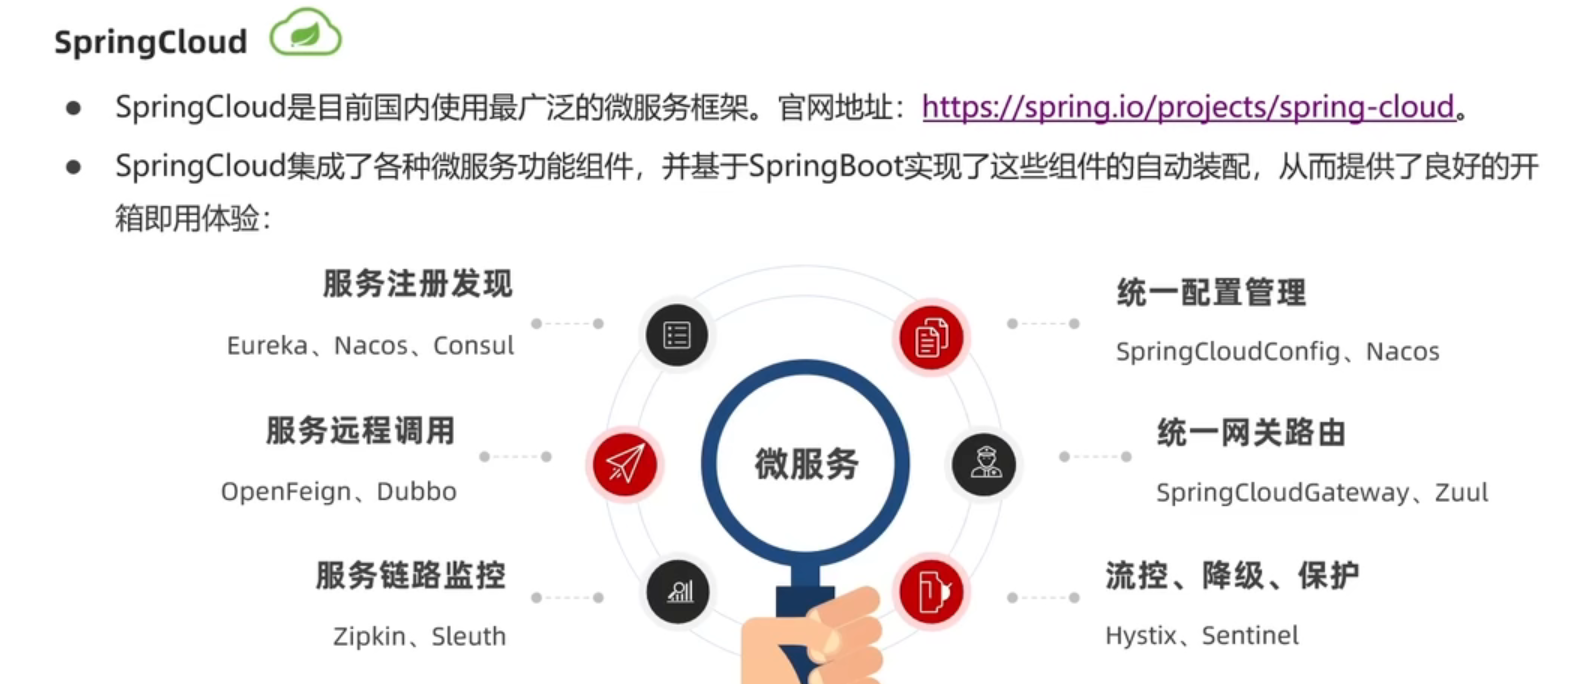 SpringCloud
SpringCloud是目前国内使用最广泛的微服务框架。官网地址：https://spring.io/projects/spring-cloud。
SpringCloud集成了各种微服务功能组件，并基于SpringBoot实现了这些组件的自动装配，从而提供了良好的开
箱即用体验：
服务注册发现
Eureka、Nacos、Consul
统一配置管理
SpringCloudConfig、Nacos
服务远程调用
OpenFeign、Dubbo
微服务
统一网关路由
SpringCloudGateway、Zuul
服务链路监控
Zipkin、Sleuth
流控、降级、保护
Hystix、Sentinel